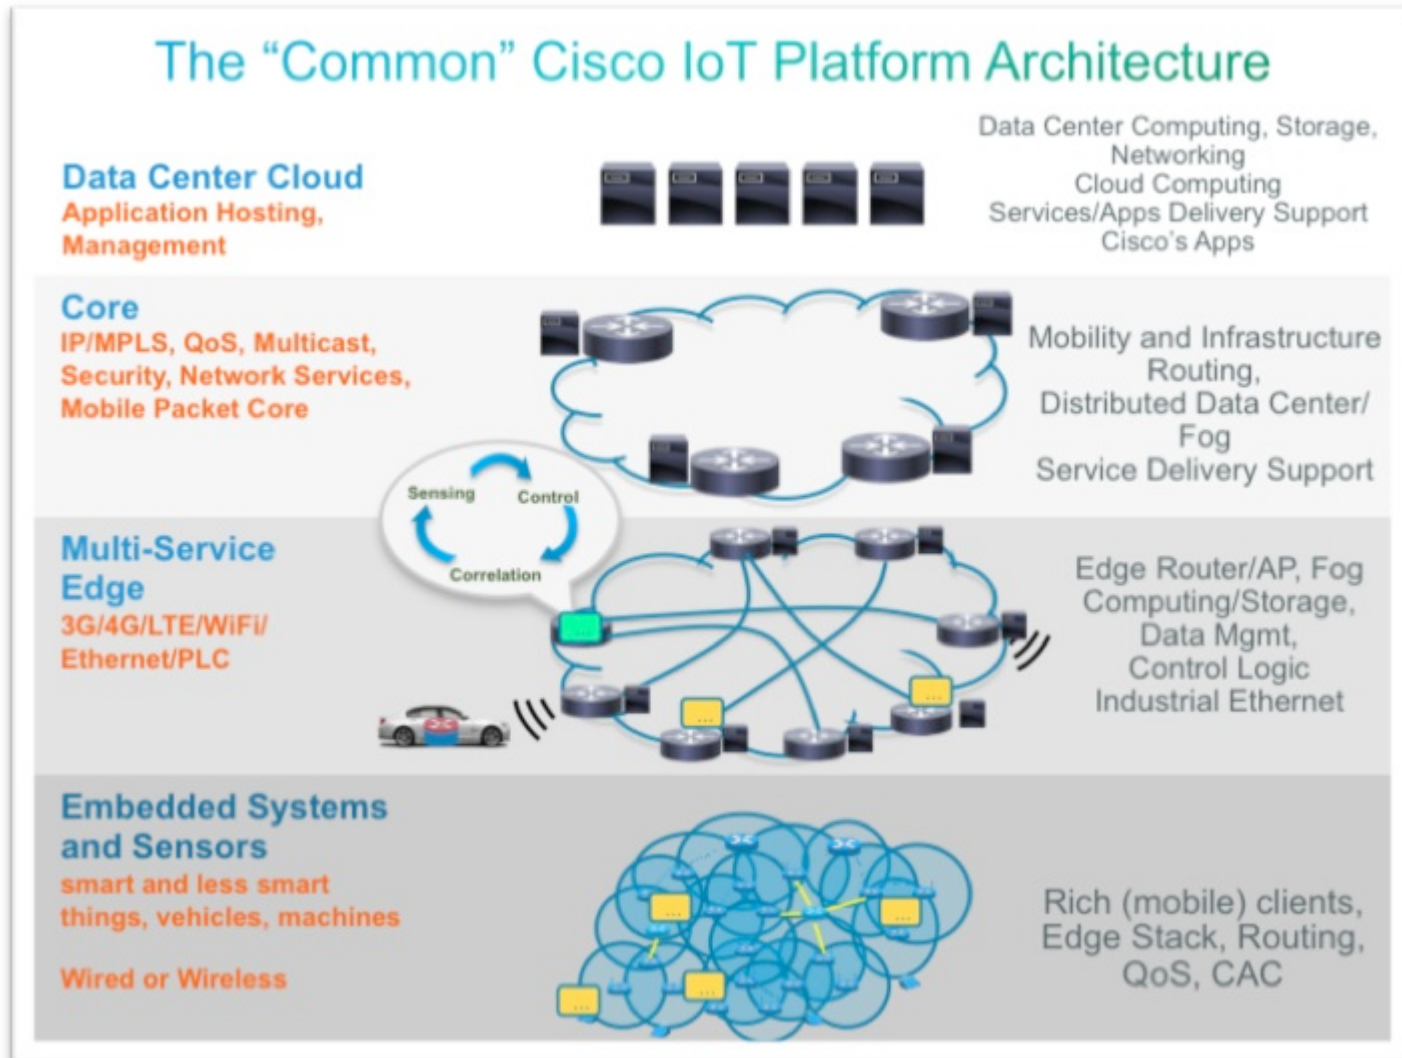 The “Common” Cisco IoT Platform Architecture
Data Center Cloud
Application Hosting,
Management
Data Center Computing, Storage,
Networking
Cloud Computing
Services/Apps Delivery Support
Cisco’s Apps
Core
IP/MPLS, QoS, Multicast,
Security, Network Services,
Mobile Packet Core
Mobility and Infrastructure
Routing,
Distributed Data Center/
Fog
Service Delivery Support
Sensing
Control
Correlation
Multi-Service
Edge
3G/4G/LTE/WiFi/
Ethernet/PLC
...
...
...
Edge Router/AP, Fog
Computing/Storage,
Data Mgmt,
Control Logic
Industrial Ethernet
Embedded Systems
and Sensors
smart and less smart
things, vehicles, machines
Wired or Wireless
...
...
...
...
Rich (mobile) clients,
Edge Stack, Routing,
QoS, CAC